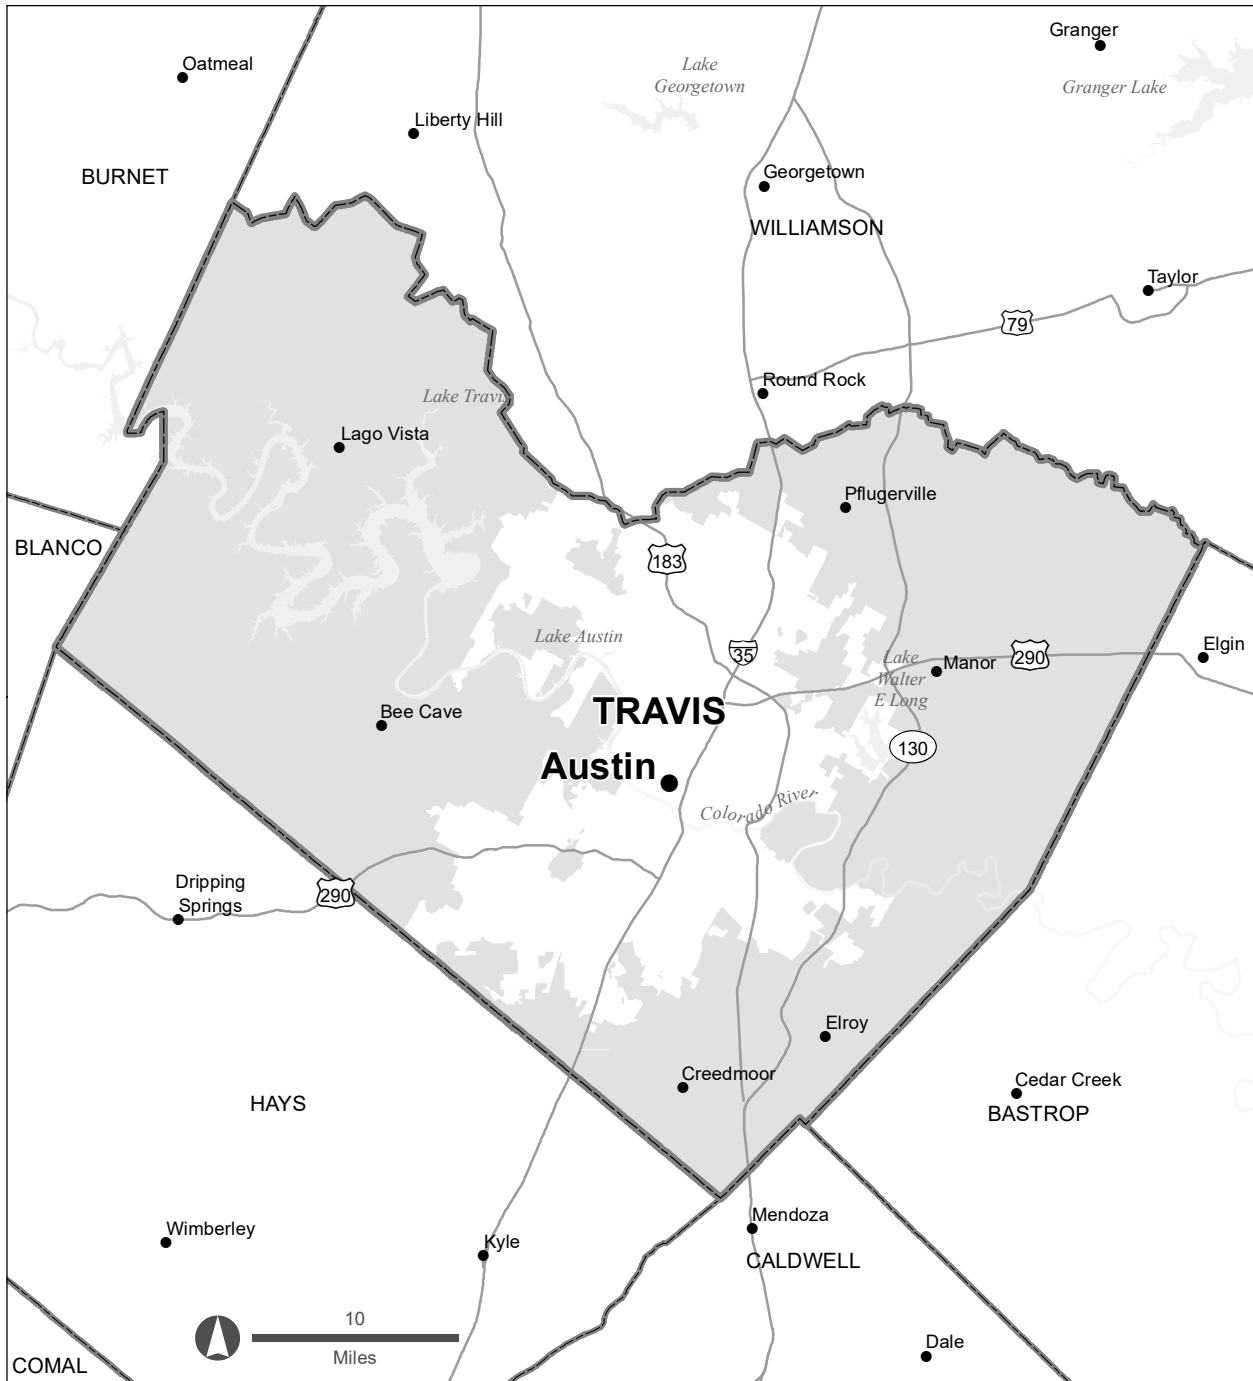 Granger
Oatmeal
Lake
Georgetown
Granger Lake
Liberty Hill
BURNET
Georgetown
WILLIAMSON
Taylor
79
Round Rock
Lake Travis
Lago Vista
Pflugerville
BLANCO
183
Lake Austin
35
Lake
Walter
E Long
Manor
290
Elgin
Bee Cave
TRAVIS
130
Austin
Colorado River
Dripping
Springs
290
Elroy
Creedmoor
Cedar Creek
HAYS
BASTROP
Mendoza
Wimberley
Kyle
CALDWELL
10
Miles
Dale
COMAL